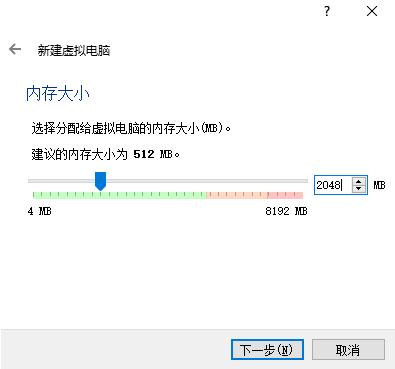 ?
新建虚拟电脑
内存大小
选择分配给虚拟电脑的内存大小(MB)。
建议的内存大小为 512 MB。
2048 MB
4 MB 8192 MB
下一步(N) 取消